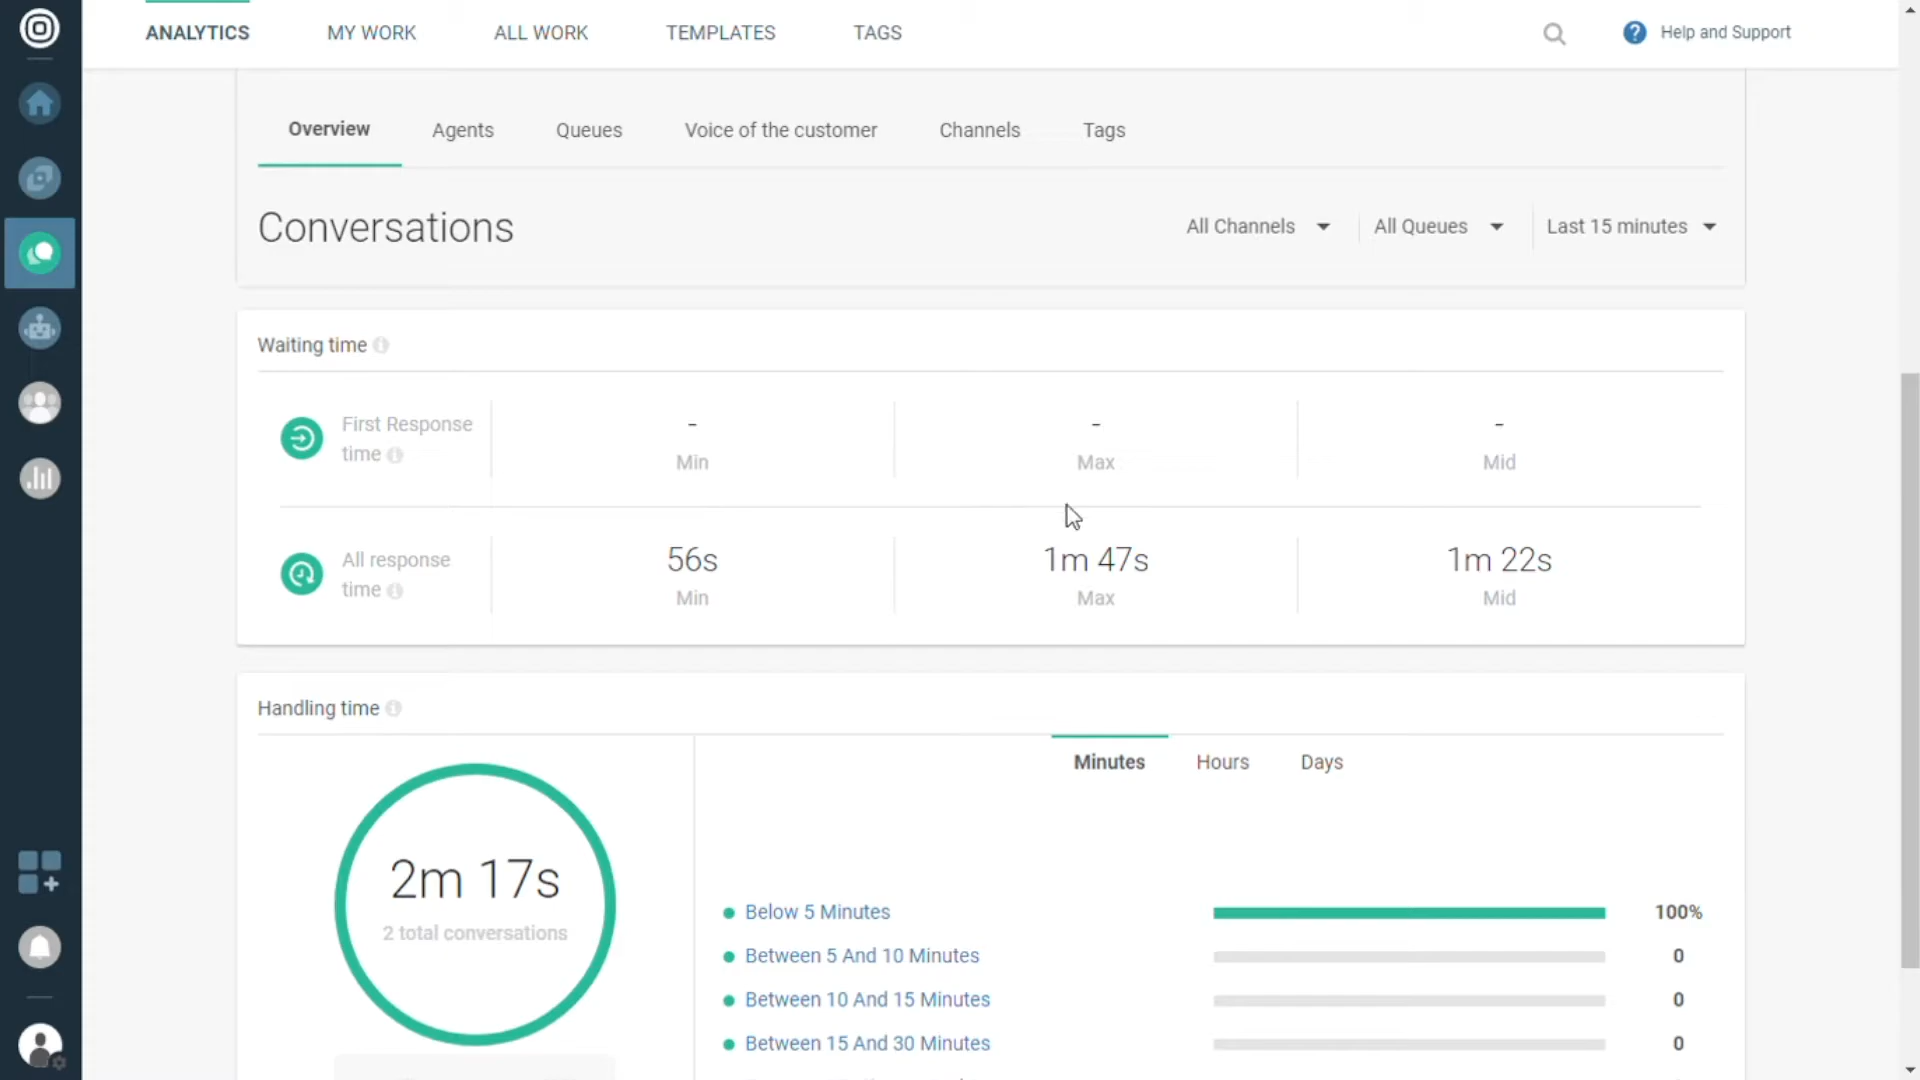 ANALYTICS MY WORK ALL WORK TEMPLATES TAGS Help and Support
Overview Agents Queues Voice of the customer Channels Tags
Conversations All Channels All Queues Last 15 minutes
Waiting time
First Response
time
-
Min
-
Max
-
Mid
All response
time
56s
Min
1m 47s
Max
1m 22s
Mid
Handling time
2m 17s
2 total conversations
Minutes Hours Days
Below 5 Minutes 100%
Between 5 And 10 Minutes 0
Between 10 And 15 Minutes 0
Between 15 And 30 Minutes 0